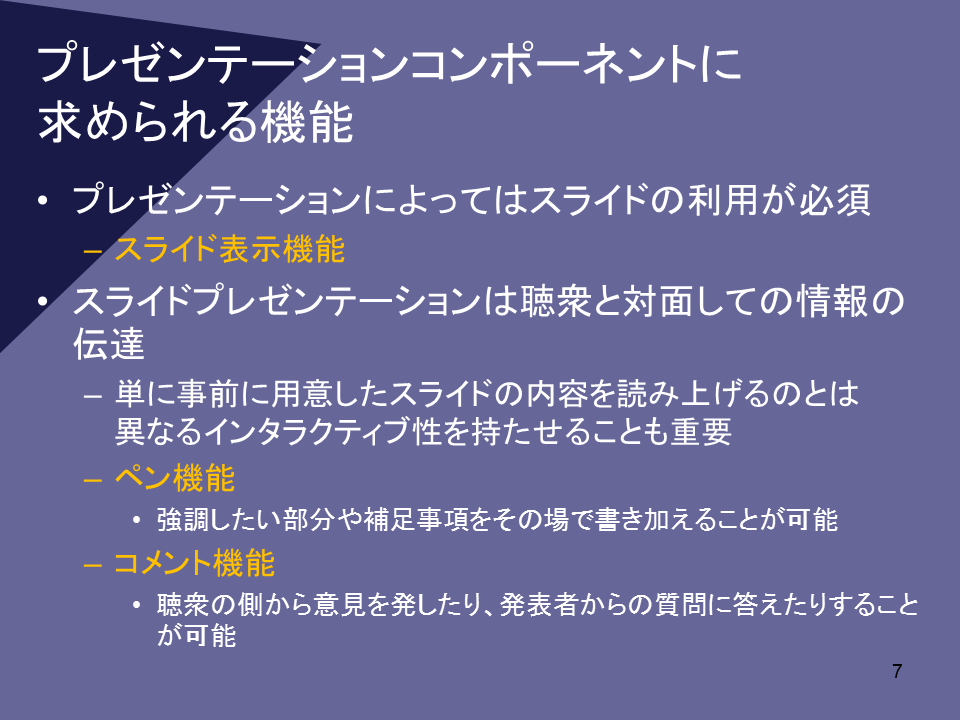 プレゼンテーションコンポーネントに
求められる機能
• プレゼンテーションによってはスライドの利用が必須
– スライド表示機能
• スライドプレゼンテーションは聴衆と対面しての情報の
伝達
– 単に事前に用意したスライドの内容を読み上げるのとは
異なるインタラクティブ性を持たせることも重要
– ペン機能
• 強調したい部分や補足事項をその場で書き加えることが可能
– コメント機能
• 聴衆の側から意見を発したり、発表者からの質問に答えたりすること
が可能
7